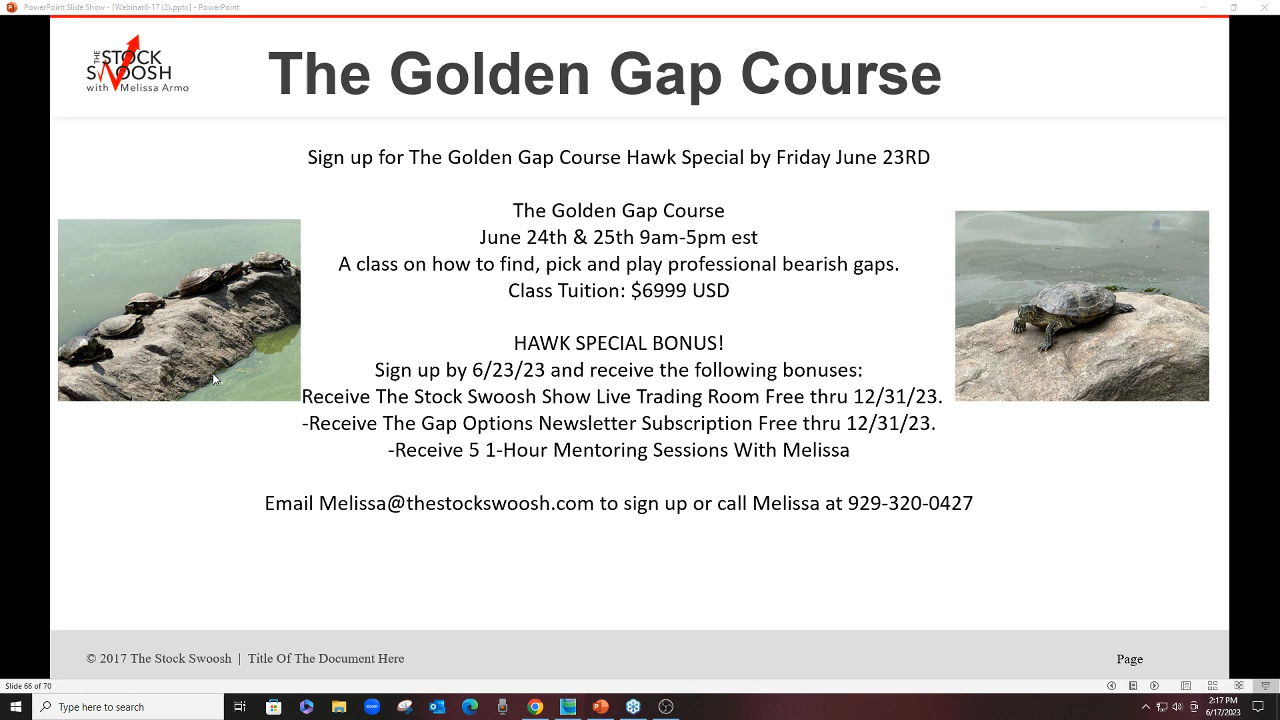 PowerPoint Slide Show - [Webinar6-17 (2).pptx] - PowerPoint
THE STOCK
SWOOSH
with Melissa Armo
The Golden Gap Course
Sign up for The Golden Gap Course Hawk Special by Friday June 23RD
The Golden Gap Course
June 24th & 25th 9am-5pm est
A class on how to find, pick and play professional bearish gaps.
Class Tuition: $6999 USD
HAWK SPECIAL BONUS!
Sign up by 6/23/23 and receive the following bonuses:
Receive The Stock Swoosh Show Live Trading Room Free thru 12/31/23.
-Receive The Gap Options Newsletter Subscription Free thru 12/31/23.
-Receive 5 1-Hour Mentoring Sessions With Melissa
Email Melissa@thestockswoosh.com to sign up or call Melissa at 929-320-0427
© 2017 The Stock Swoosh | Title Of The Document Here
Page
Slide 66 of 70
Type here to search
zoom
2:17 PM
6/17/2023